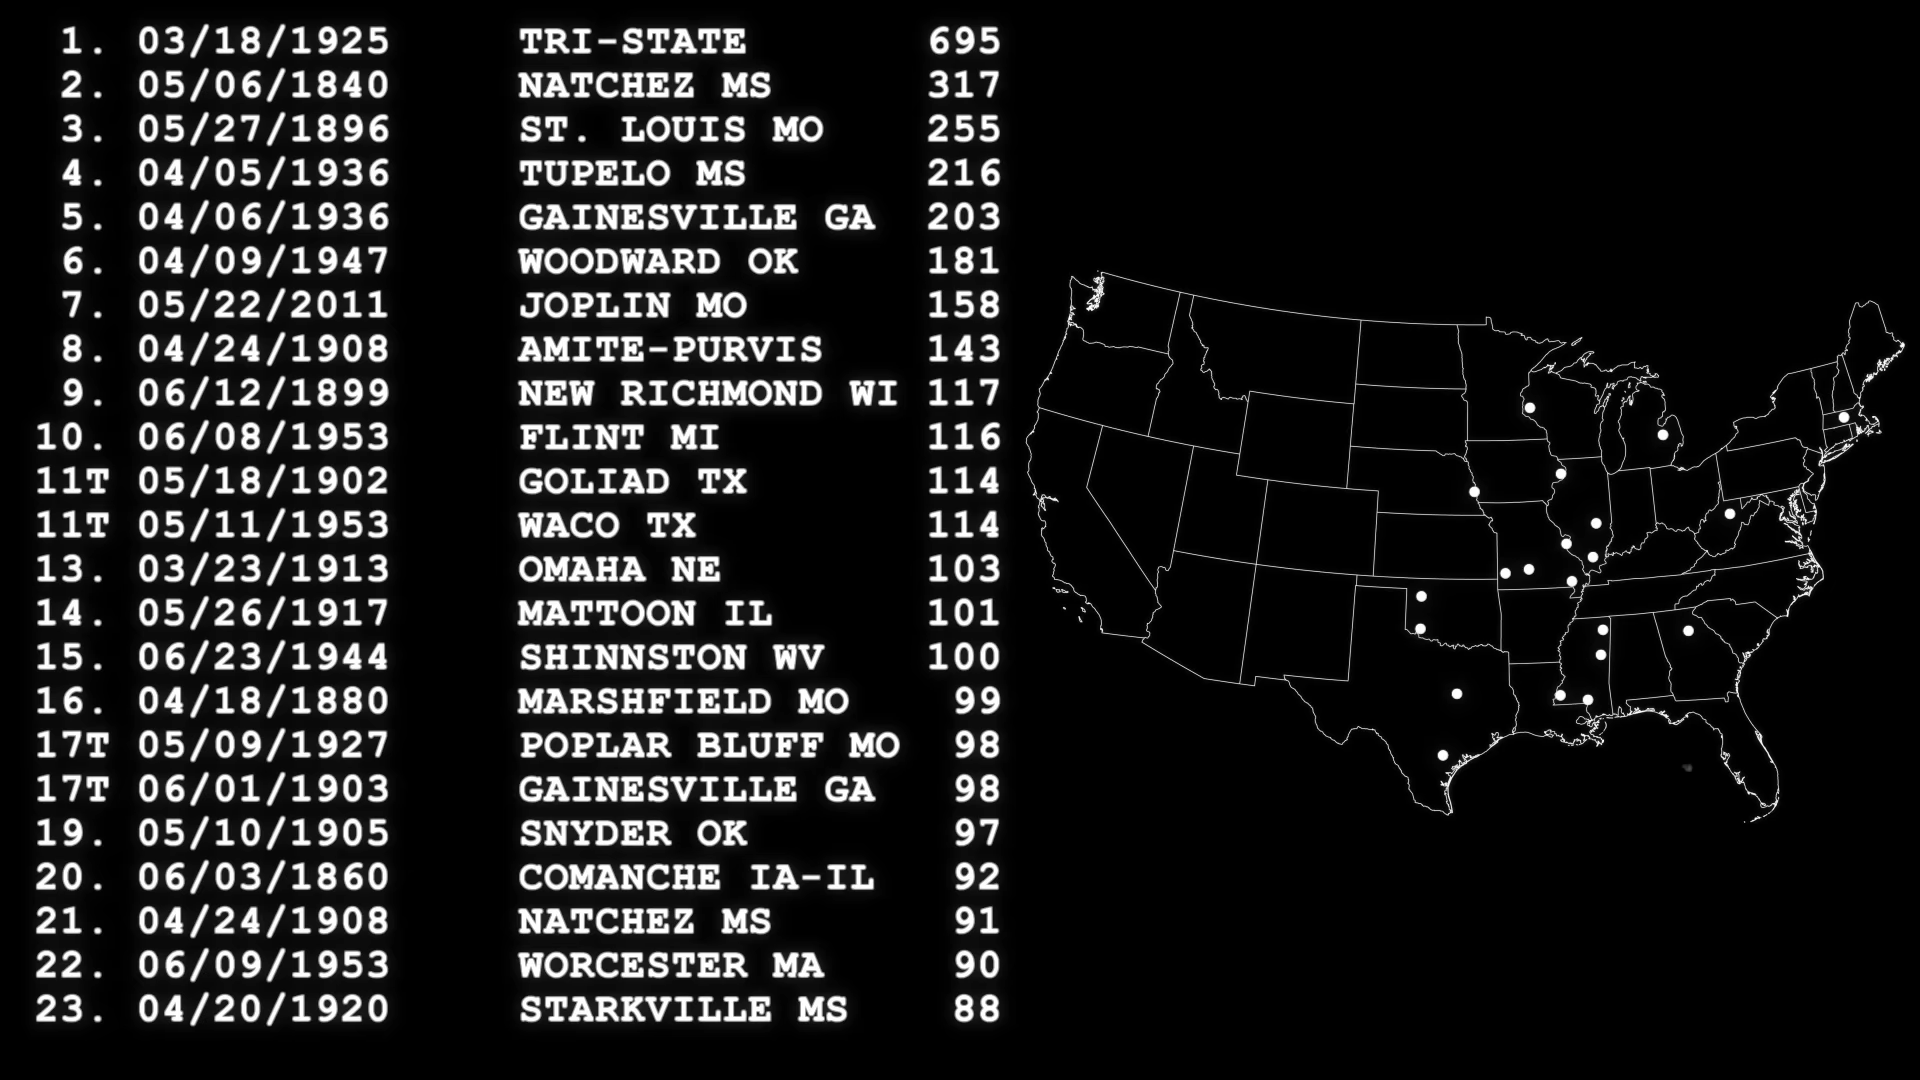 1. 03/18/1925 TRI-STATE 695
2. 05/06/1840 NATCHEZ MS 317
3. 05/27/1896 ST. LOUIS MO 255
4. 04/05/1936 TUPELO MS 216
5. 04/06/1936 GAINESVILLE GA 203
6. 04/09/1947 WOODWARD OK 181
7. 05/22/2011 JOPLIN MO 158
8. 04/24/1908 AMITE-PURVIS 143
9. 06/12/1899 NEW RICHMOND WI 117
10. 06/08/1953 FLINT MI 116
11T 05/18/1902 GOLIAD TX 114
11T 05/11/1953 WACO TX 114
13. 03/23/1913 OMAHA NE 103
14. 05/26/1917 MATTOON IL 101
15. 06/23/1944 SHINNSTON WV 100
16. 04/18/1880 MARSHFIELD MO 99
17T 05/09/1927 POPLAR BLUFF MO 98
17T 06/01/1903 GAINESVILLE GA 98
19. 05/10/1905 SNYDER OK 97
20. 06/03/1860 COMANCHE IA-IL 92
21. 04/24/1908 NATCHEZ MS 91
22. 06/09/1953 WORCESTER MA 90
23. 04/20/1920 STARKVILLE MS 88